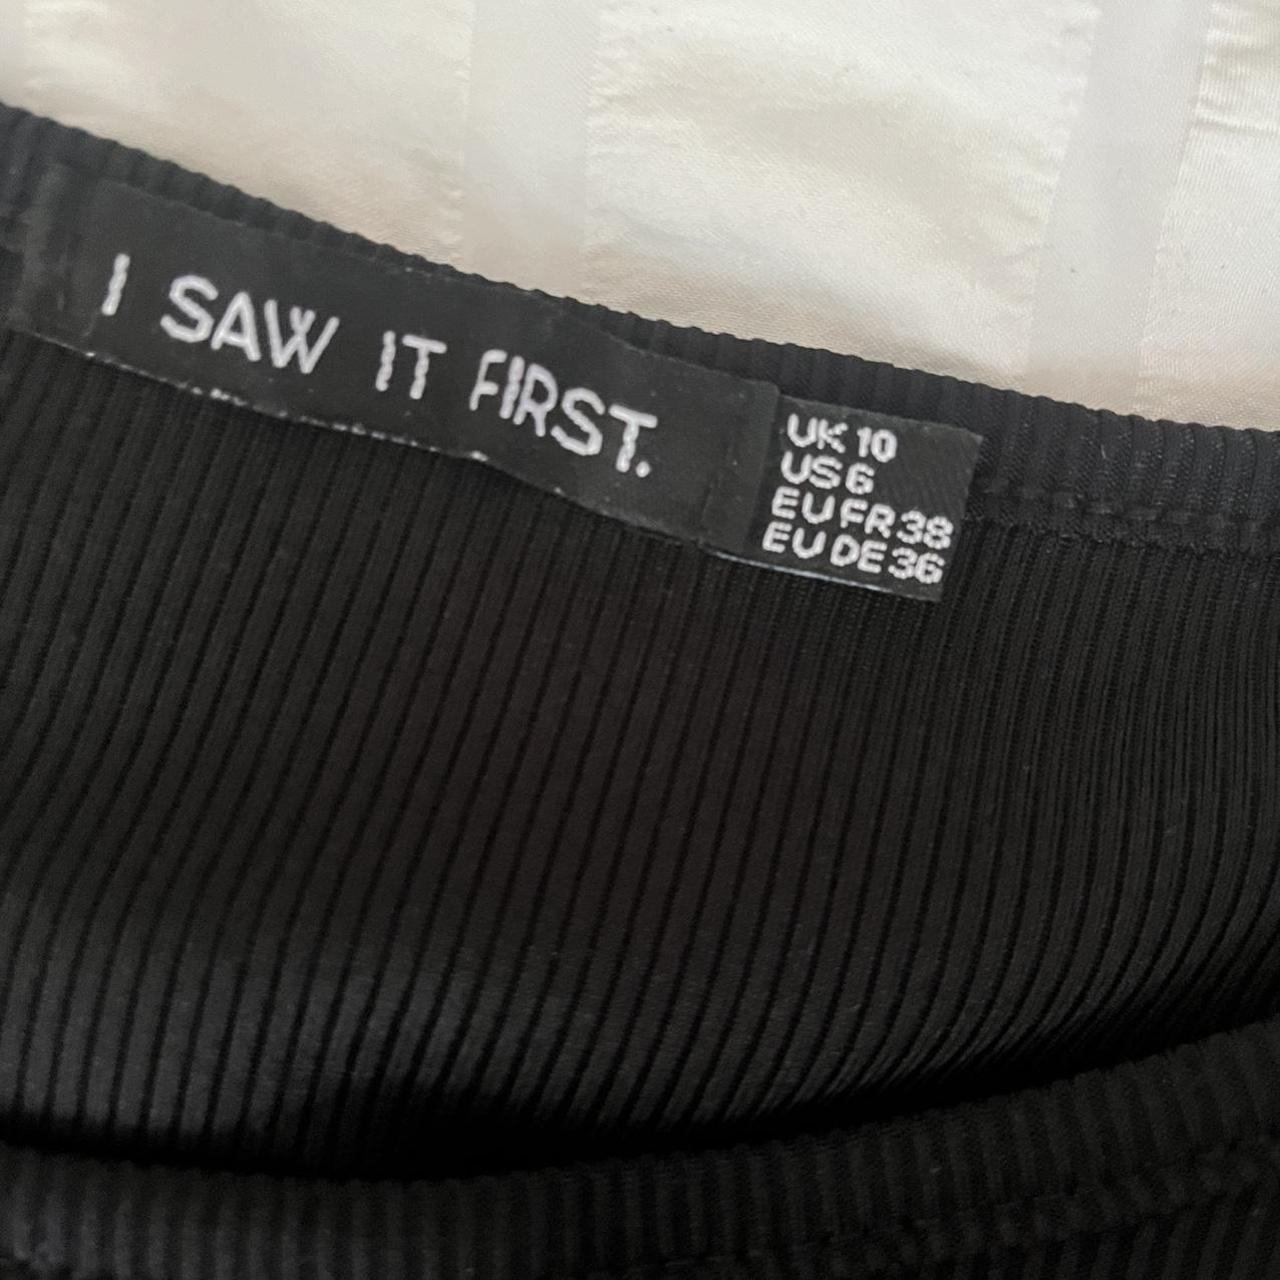 I SAW IT FIRST.
UK 10
US 6
EU FR 38
EU DE 36